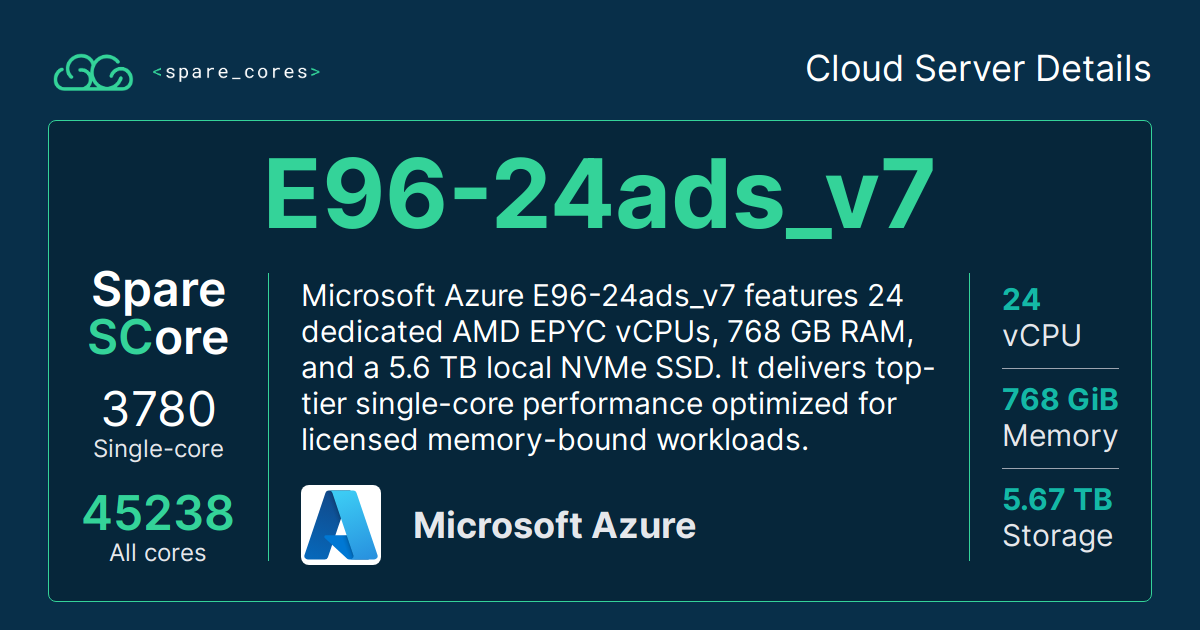 <spare_cores>
Cloud Server Details
E96-24ads_v7
Spare
SCore
3780
Single-core
45238
All cores
Microsoft Azure E96-24ads_v7 features 24
dedicated AMD EPYC vCPUs, 768 GB RAM,
and a 5.6 TB local NVMe SSD. It delivers top-
tier single-core performance optimized for
licensed memory-bound workloads.
Microsoft Azure
24
vCPU
768 GiB
Memory
5.67 TB
Storage